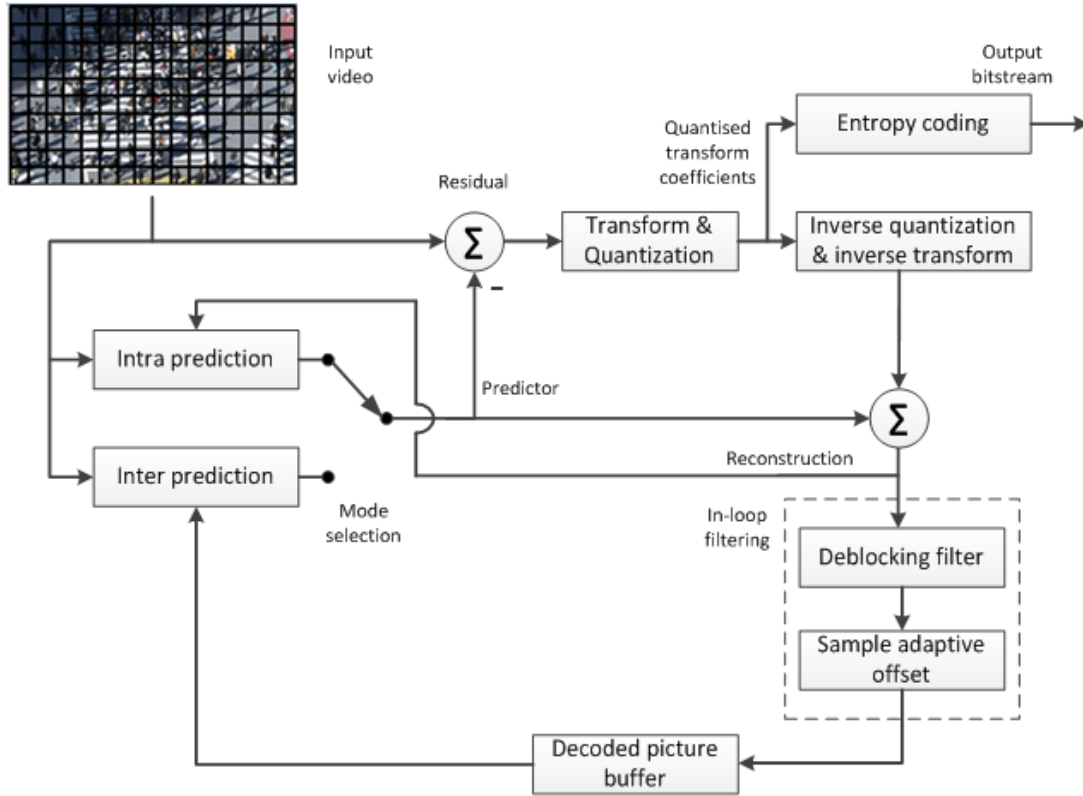 Input
video
Output
bitstream
Entropy coding
Quantised
transform
coefficients
Residual
Σ
Transform &
Quantization
Inverse quantization
& inverse transform
-
Intra prediction
Predictor
Σ
Inter prediction
Reconstruction
Mode
selection
In-loop
filtering
Deblocking filter
Sample adaptive
offset
Decoded picture
buffer